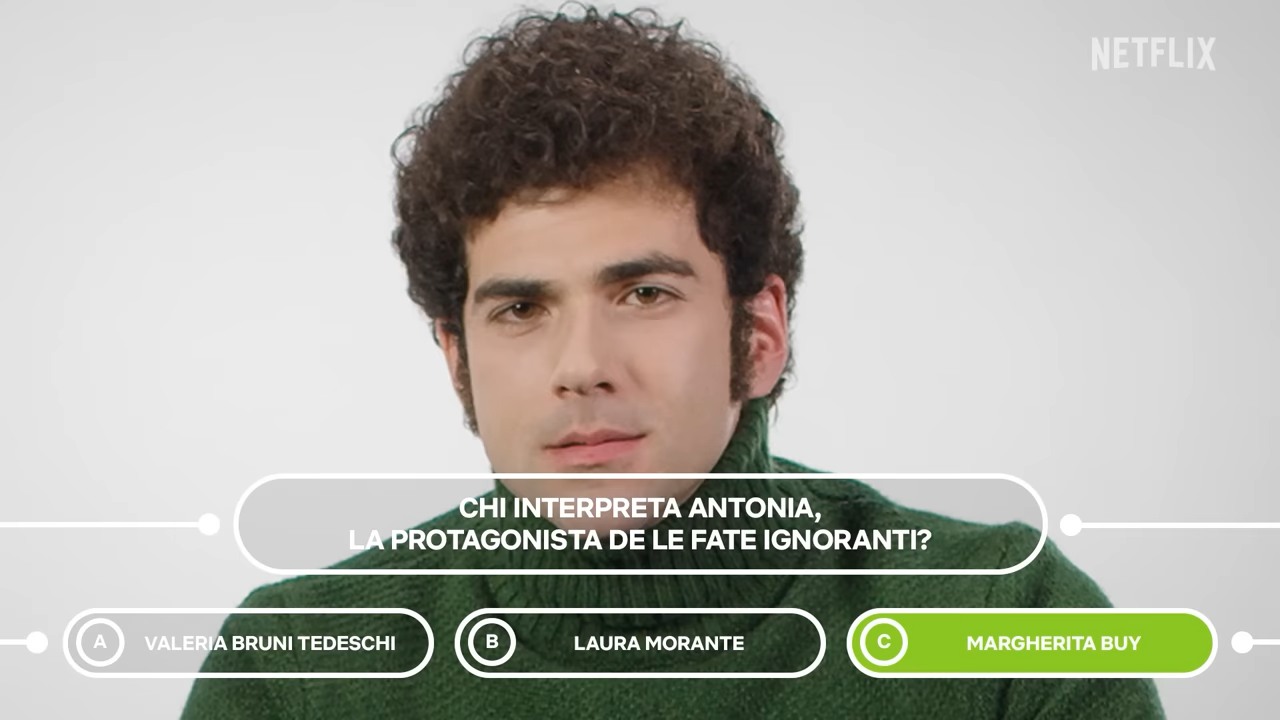 NETFLIX
CHI INTERPRETA ANTONIA,
LA PROTAGONISTA DE LE FATE IGNORANTI?
A VALERIA BRUNI TEDESCHI
B LAURA MORANTE
C MARGHERITA BUY